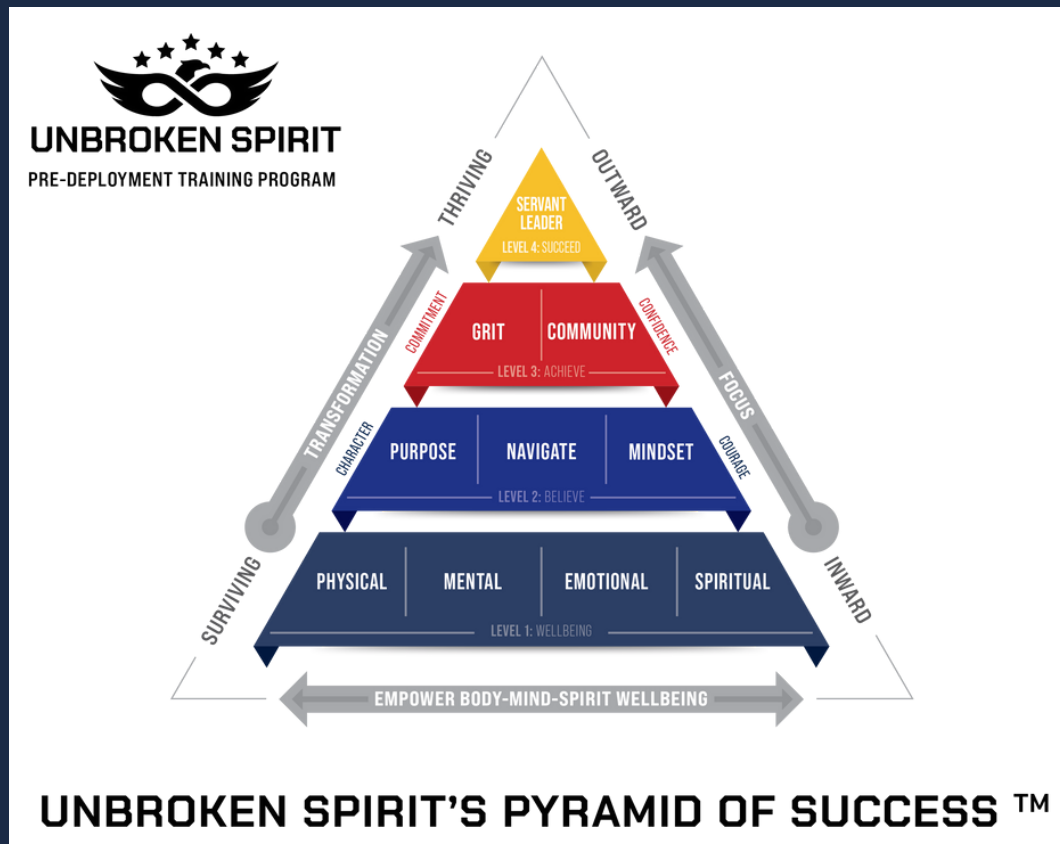 UNBROKEN SPIRIT
PRE-DEPLOYMENT TRAINING PROGRAM
THRIVING
OUTWARD
SERVANT
LEADER
LEVEL 4: SUCCEED
TRANSFORMATION
FOCUS
COMMITMENT
CONFIDENCE
GRIT
COMMUNITY
LEVEL 3: ACHIEVE
CHARACTER
COURAGE
PURPOSE
NAVIGATE
MINDSET
LEVEL 2: BELIEVE
SURVIVING
INWARD
PHYSICAL
MENTAL
EMOTIONAL
SPIRITUAL
LEVEL 1: WELLBEING
EMPOWER BODY-MIND-SPIRIT WELLBEING
UNBROKEN SPIRIT'S PYRAMID OF SUCCESS ™